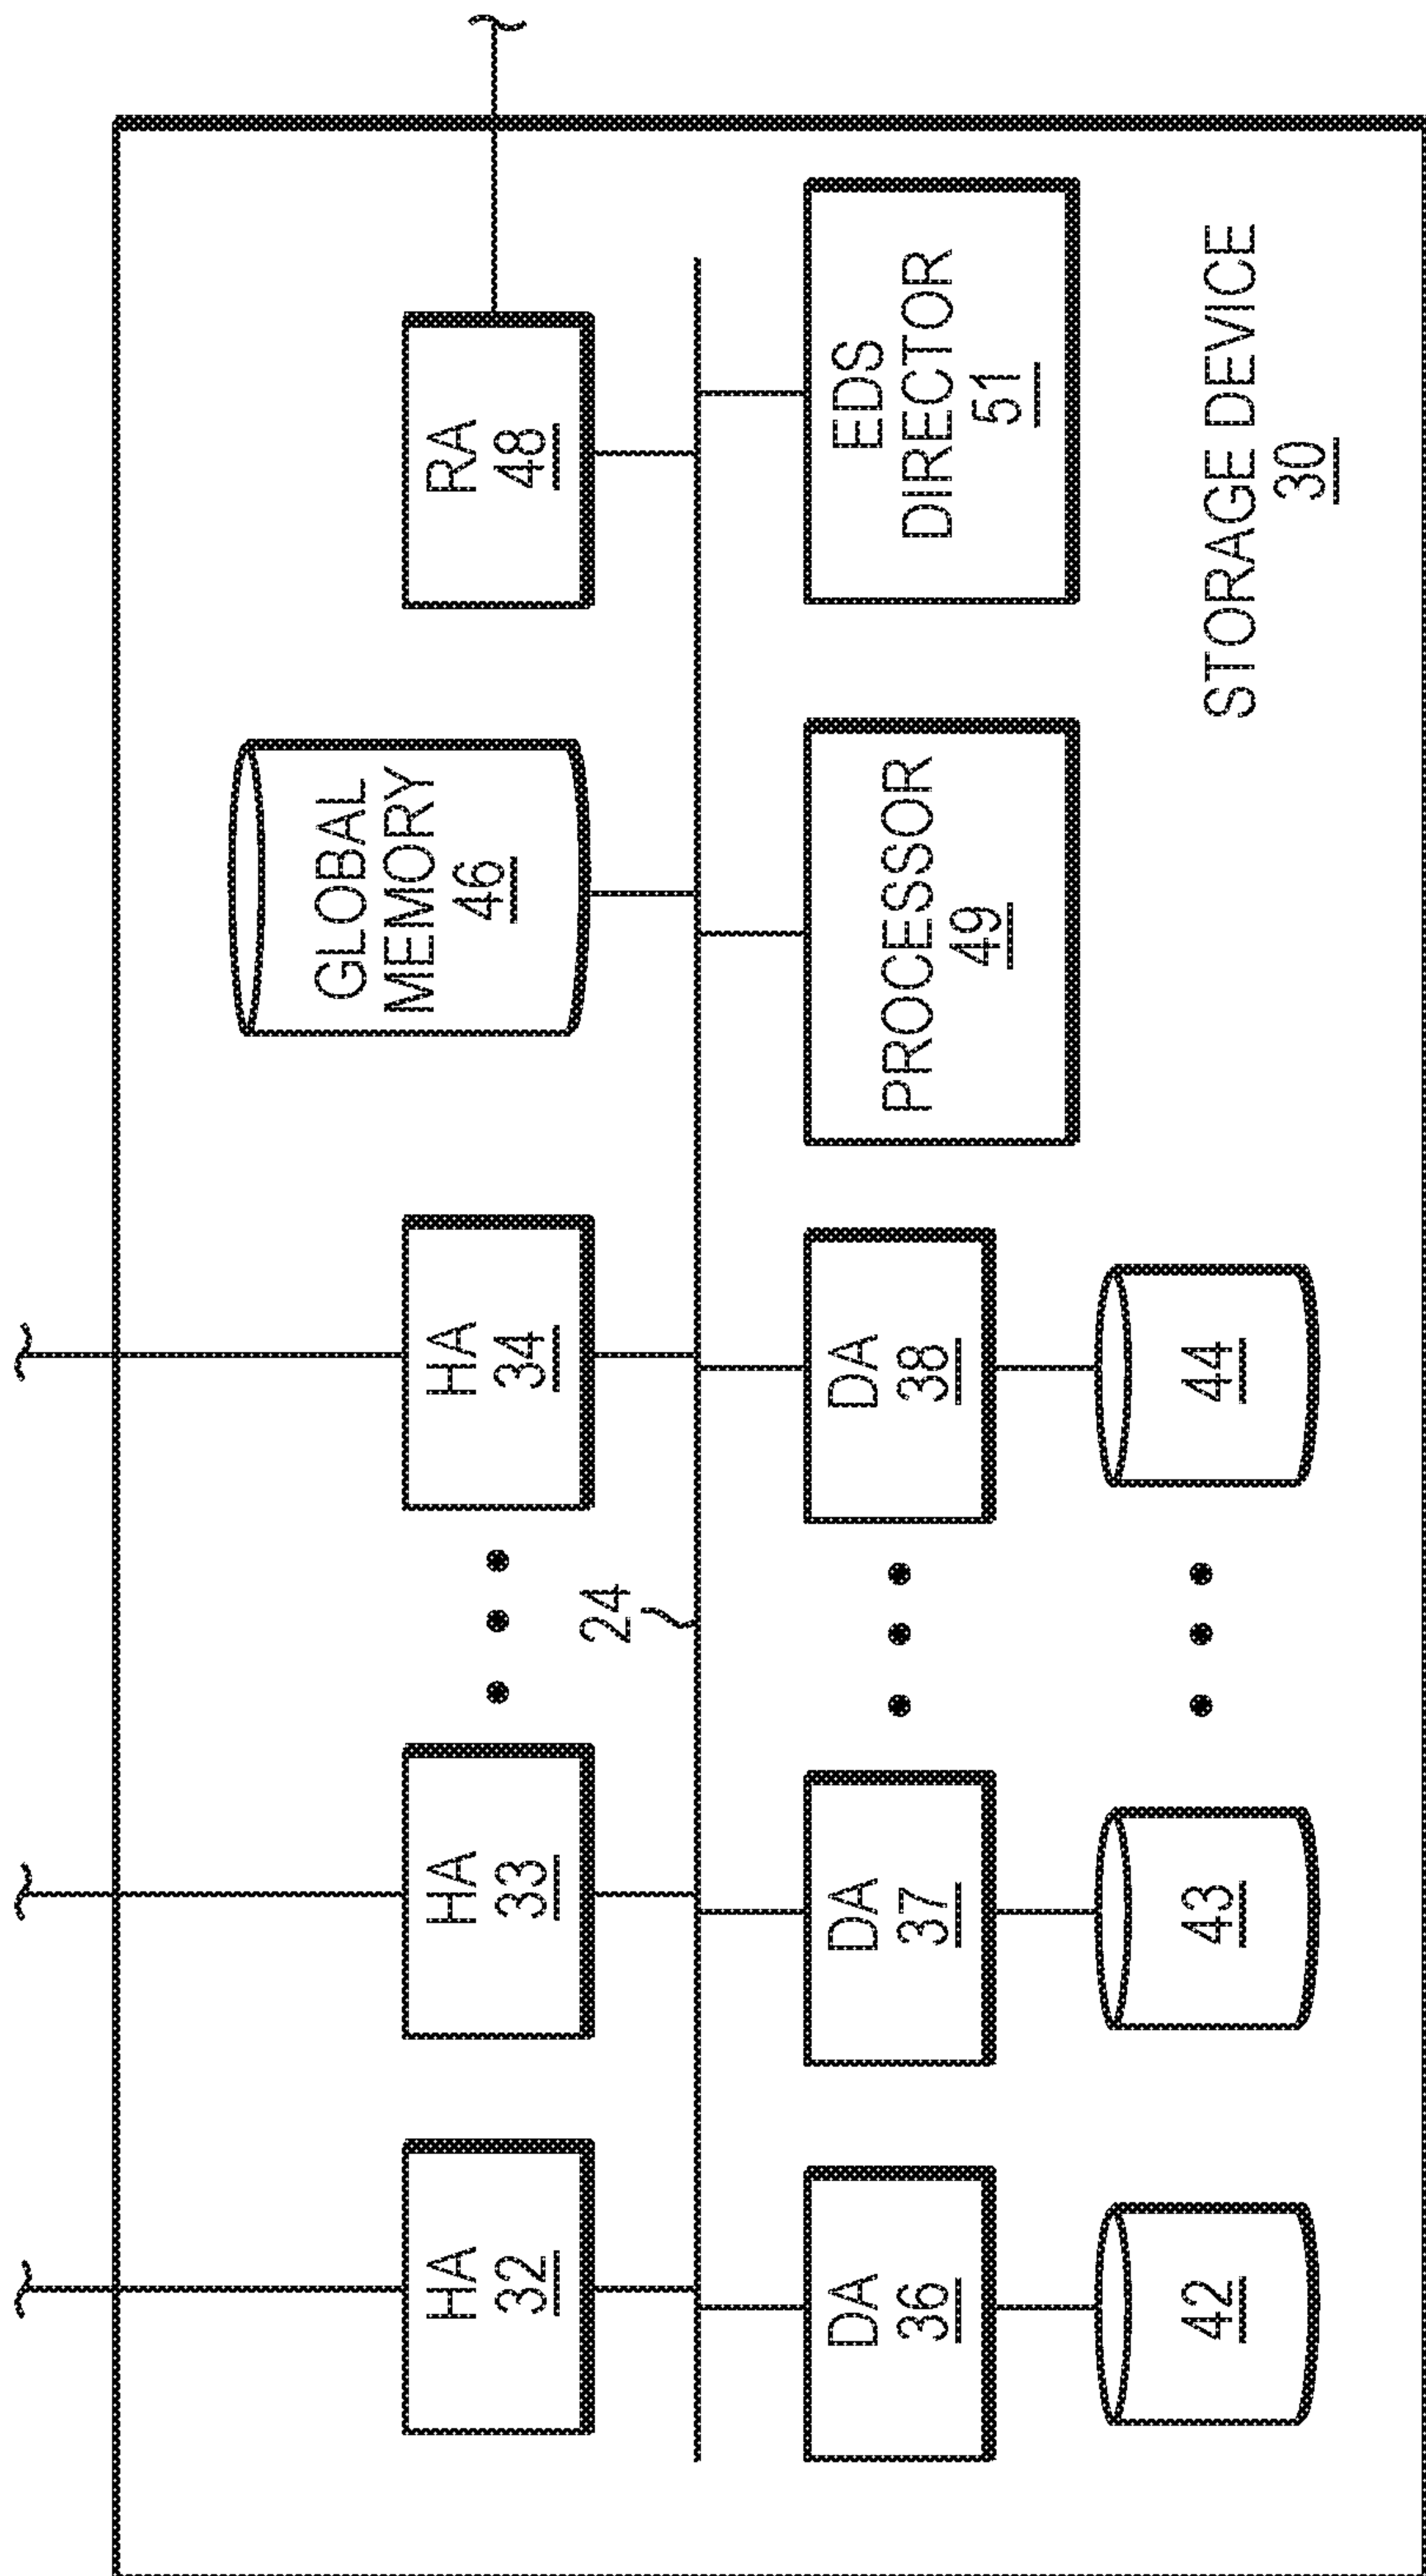 HA
32
HA
33
HA
34
GLOBAL
MEMORY
46
RA
48
24
DA
36
DA
37
DA
38
PROCESSOR
49
EDS
DIRECTOR
51
42
43
44
STORAGE DEVICE
30